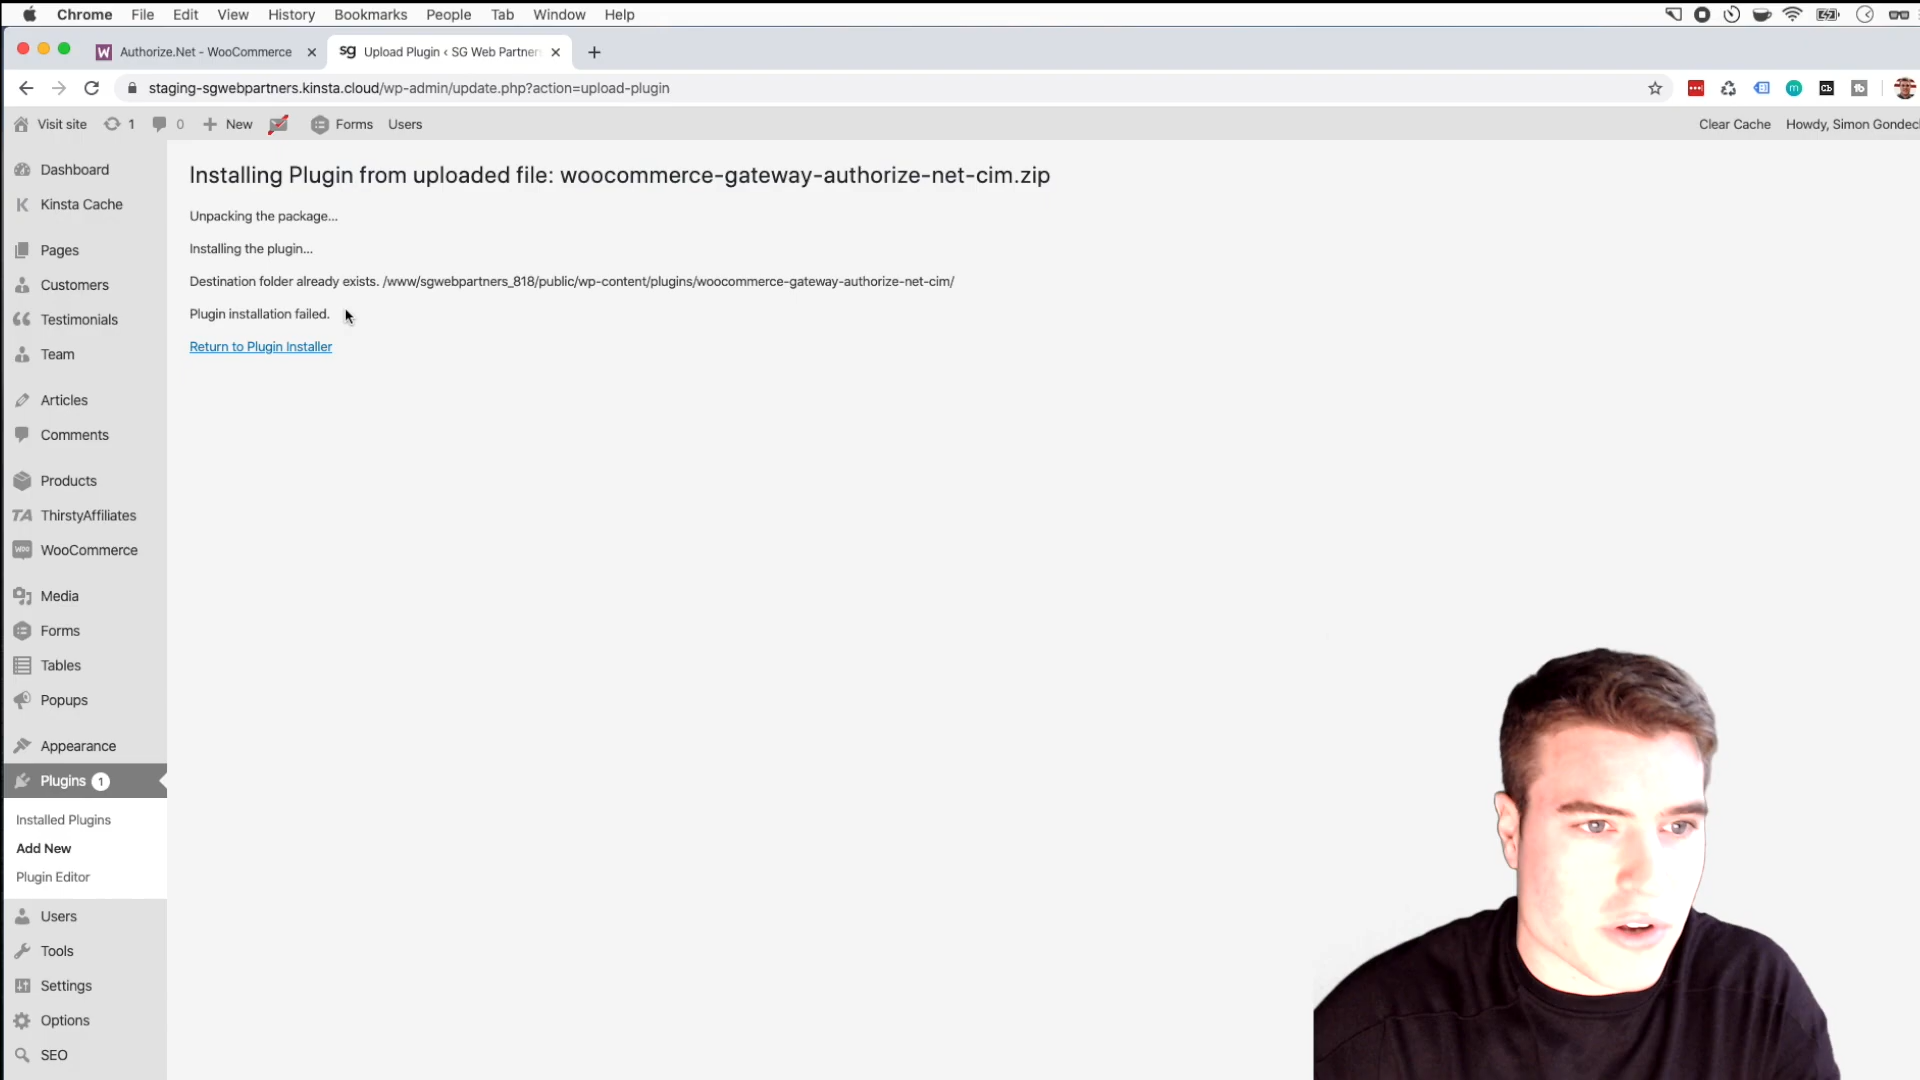 Chrome File Edit View History Bookmarks People Tab Window Help
Authorize.Net - WooCommerce
sg Upload Plugin ‹ SG Web Partner
staging-sgwebpartners.kinsta.cloud/wp-admin/update.php?action=upload-plugin
Visit site 1 0 New Forms Users Clear Cache Howdy, Simon Gondec
Dashboard
Kinsta Cache
Pages
Customers
Testimonials
Team
Articles
Comments
Products
TA ThirstyAffiliates
WooCommerce
Media
Forms
Tables
Popups
Appearance
Plugins 1
Installed Plugins
Add New
Plugin Editor
Users
Tools
Settings
Options
SEO
Installing Plugin from uploaded file: woocommerce-gateway-authorize-net-cim.zip
Unpacking the package...
Installing the plugin...
Destination folder already exists. /www/sgwebpartners_818/public/wp-content/plugins/woocommerce-gateway-authorize-net-cim/
Plugin installation failed.
Return to Plugin Installer